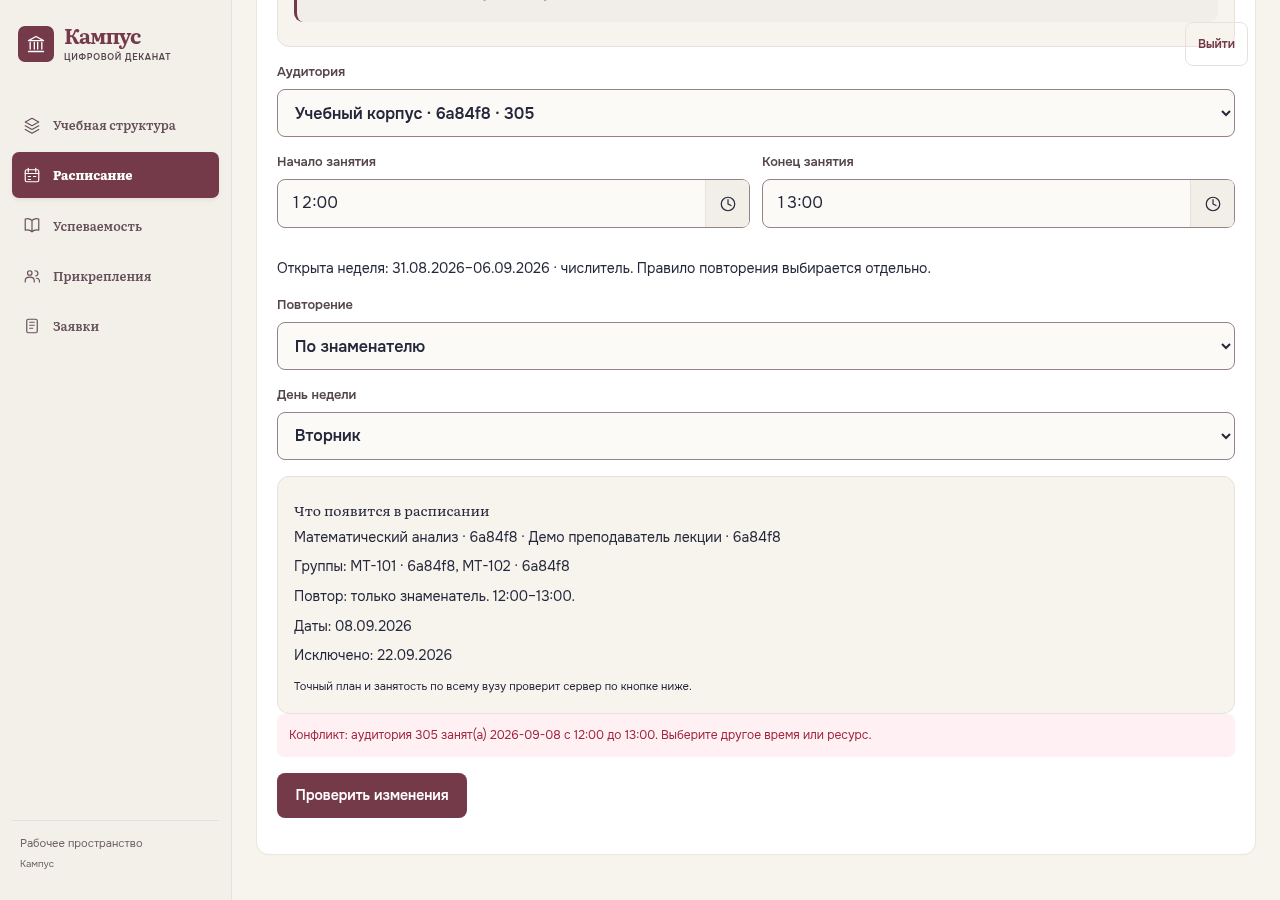 Кампус
ЦИФРОВОЙ ДЕКАНАТ
Учебная структура
Расписание
Успеваемость
Прикрепления
Заявки
Рабочее пространство
Кампус
Выйти
Аудитория
Учебный корпус · 6a84f8 · 305
Начало занятия
Конец занятия
12:00
13:00
Открыта неделя: 31.08.2026–06.09.2026 · числитель. Правило повторения выбирается отдельно.
Повторение
По знаменателю
День недели
Вторник
Что появится в расписании
Математический анализ · 6a84f8 · Демо преподаватель лекции · 6a84f8
Группы: МТ-101 · 6a84f8, МТ-102 · 6a84f8
Повтор: только знаменатель. 12:00–13:00.
Даты: 08.09.2026
Исключено: 22.09.2026
Точный план и занятость по всему вузу проверит сервер по кнопке ниже.
Конфликт: аудитория 305 занят(а) 2026-09-08 с 12:00 до 13:00. Выберите другое время или ресурс.
Проверить изменения